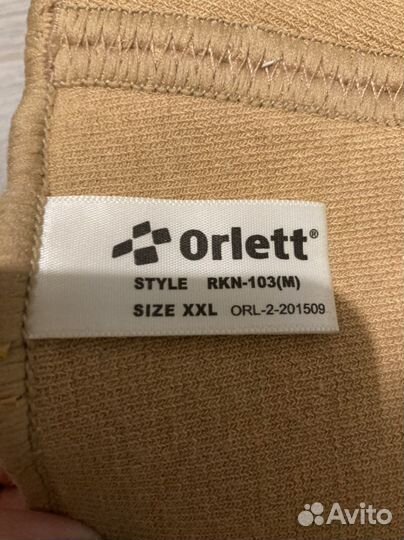 Orlett®
STYLE RKN-103(M)
SIZE XXL ORL-2-201509
Avito